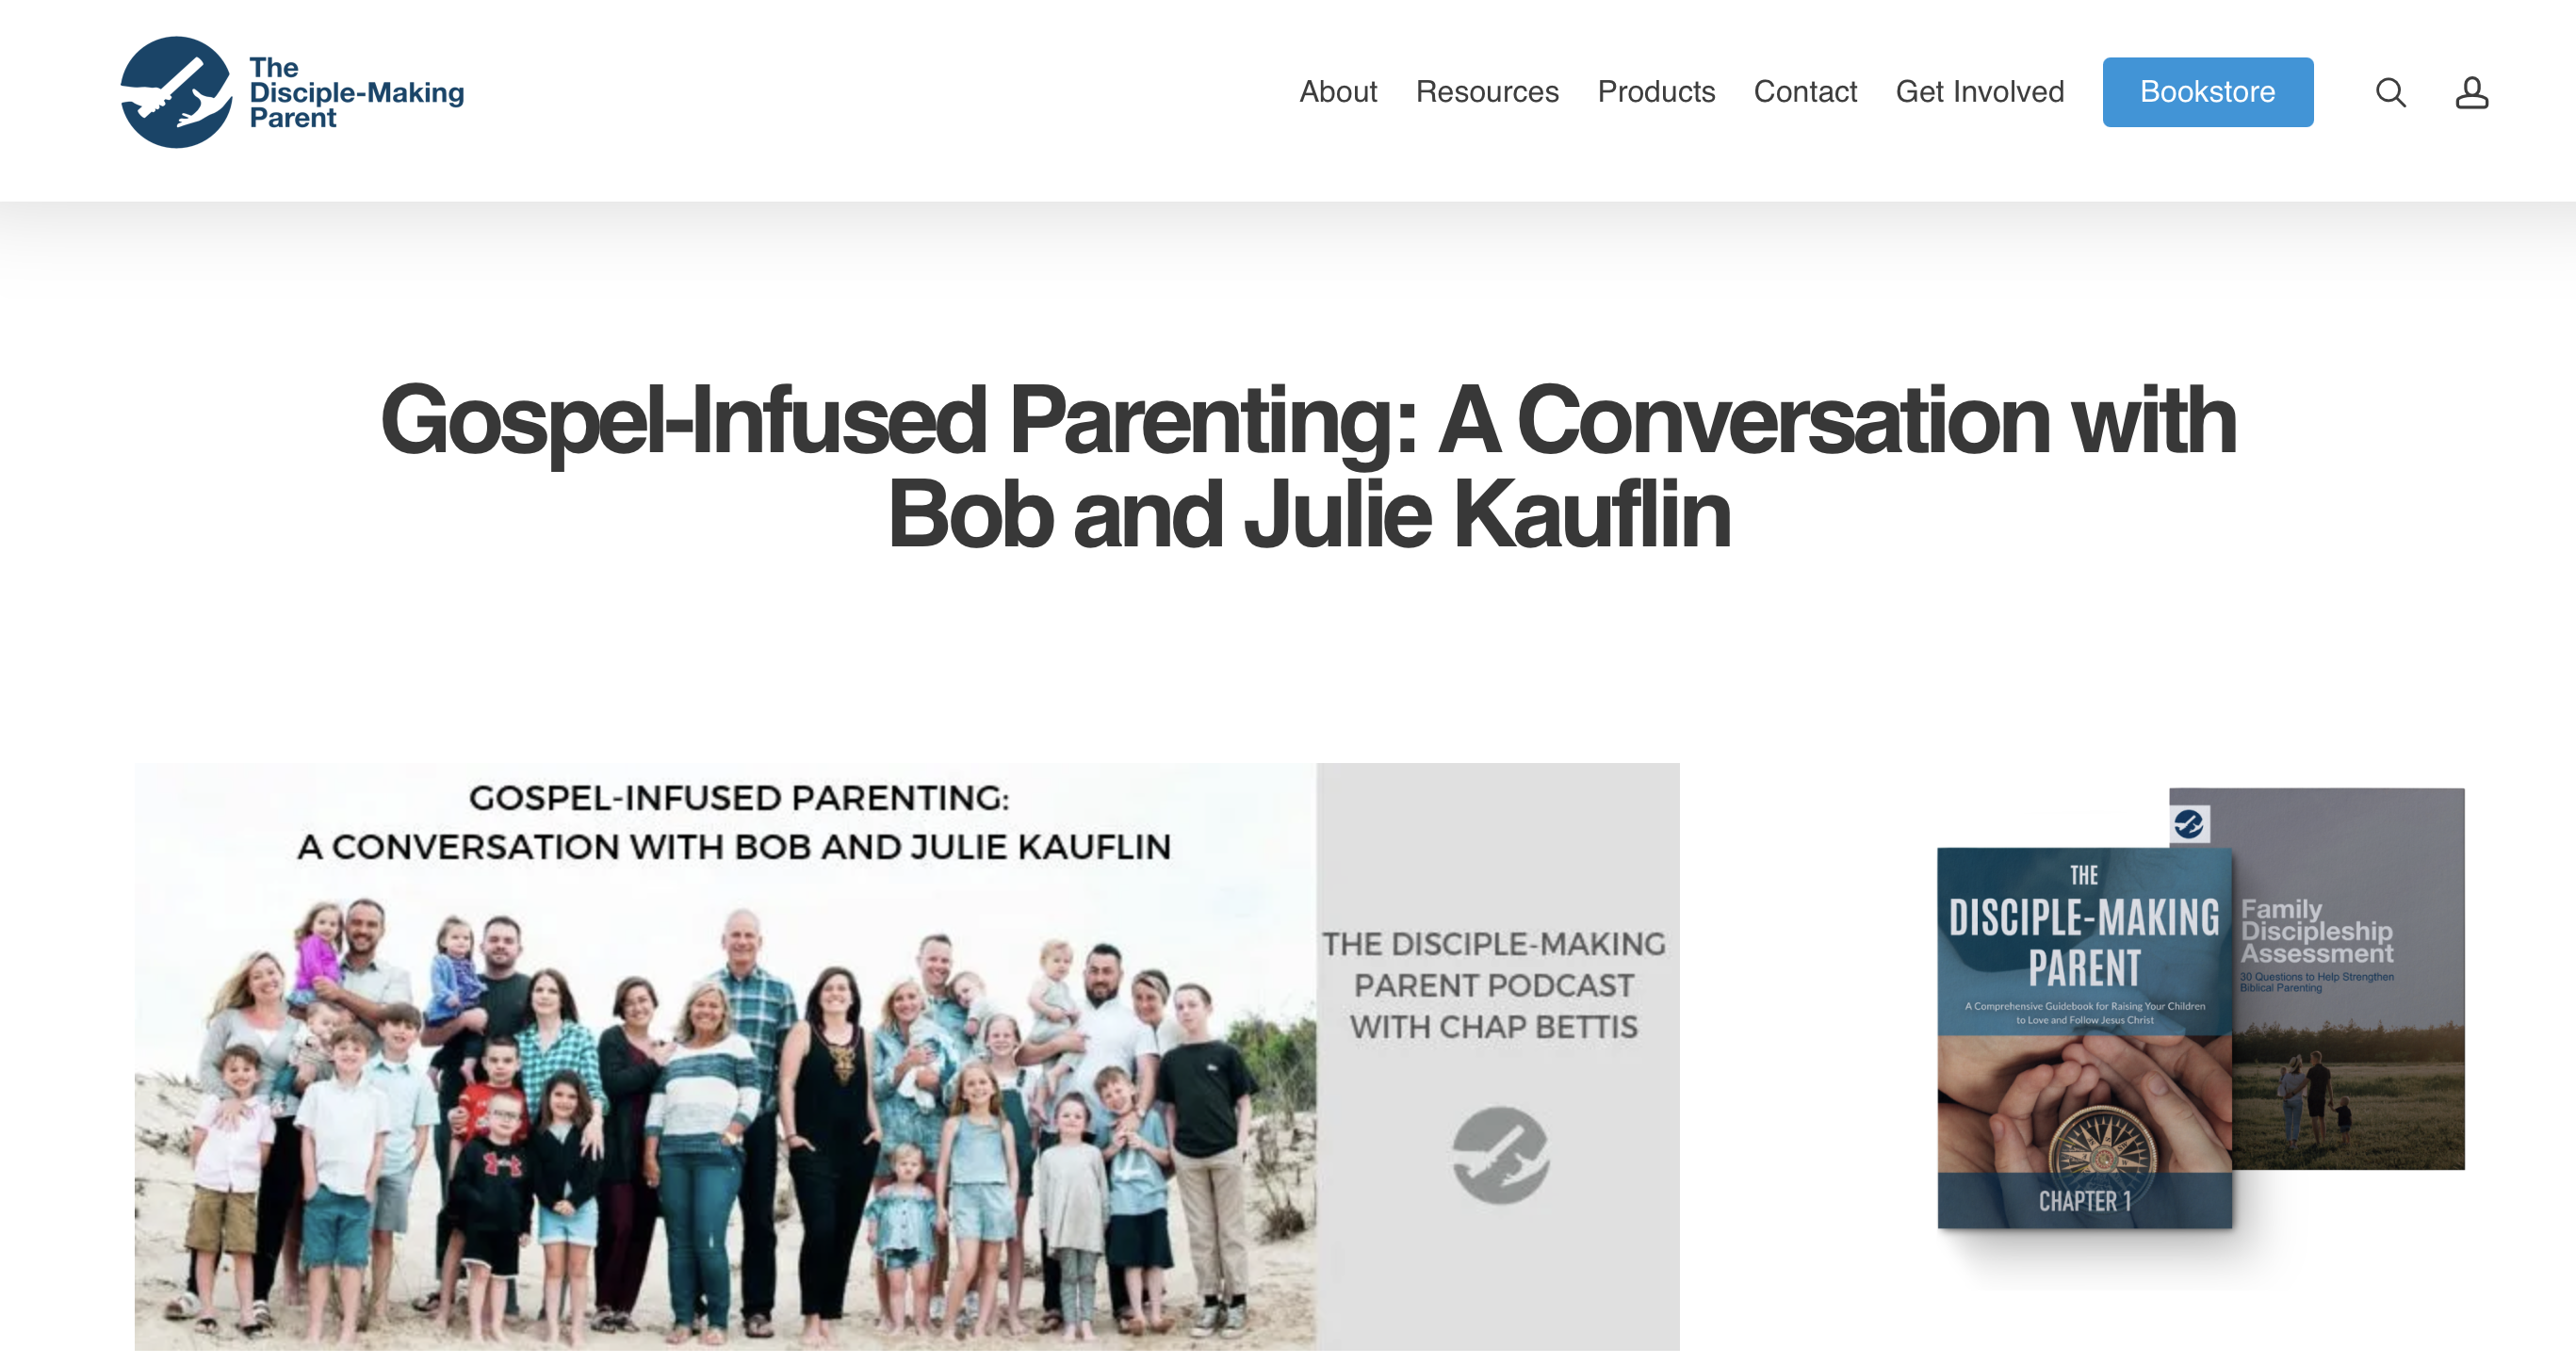 The
Disciple-Making
Parent
About Resources Products Contact Get Involved Bookstore
Gospel-Infused Parenting: A Conversation with
Bob and Julie Kauflin
GOSPEL-INFUSED PARENTING:
A CONVERSATION WITH BOB AND JULIE KAUFLIN
THE DISCIPLE-MAKING
PARENT PODCAST
WITH CHAP BETTIS
THE
DISCIPLE-MAKING
PARENT
A Comprehensive Guidebook for Raising Your Children
to Love and Follow Jesus Christ
CHAPTER 1
Family
Discipleship
Assessment
30 Questions to Help Strengthen
Biblical Parenting